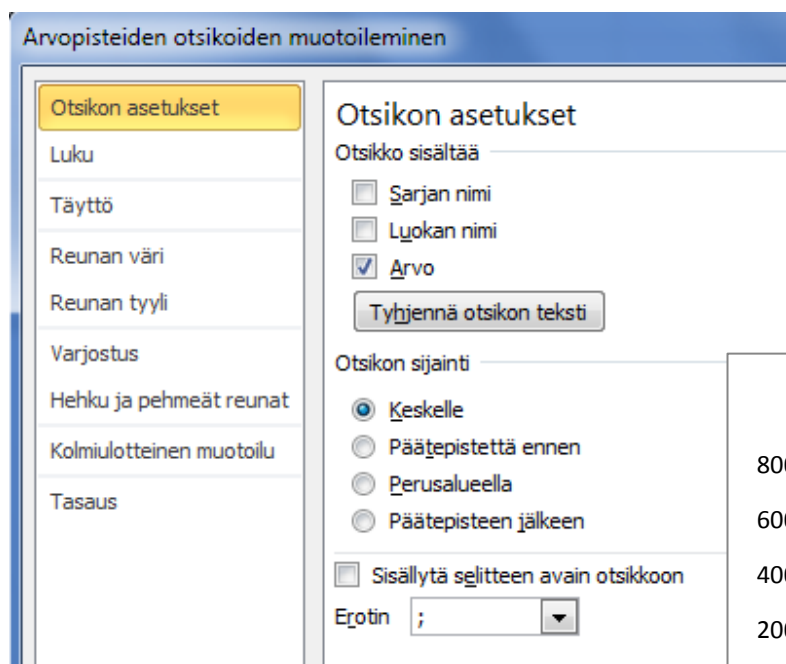 Arvopisteiden otsikoiden muotoileminen
Otsikon asetukset
Luku
Täyttö
Reunan väri
Reunan tyyli
Varjostus
Hehku ja pehmeät reunat
Kolmiulotteinen muotoilu
Tasaus
Otsikon asetukset
Otsikko sisältää
Sarjan nimi
Luokan nimi
Arvo
Tyhjennä otsikon teksti
Otsikon sijainti
Keskelle
Päätepistettä ennen
Perusalueella
Päätepisteen jälkeen
Sisällytä selitteen avain otsikkoon
Erotin ;